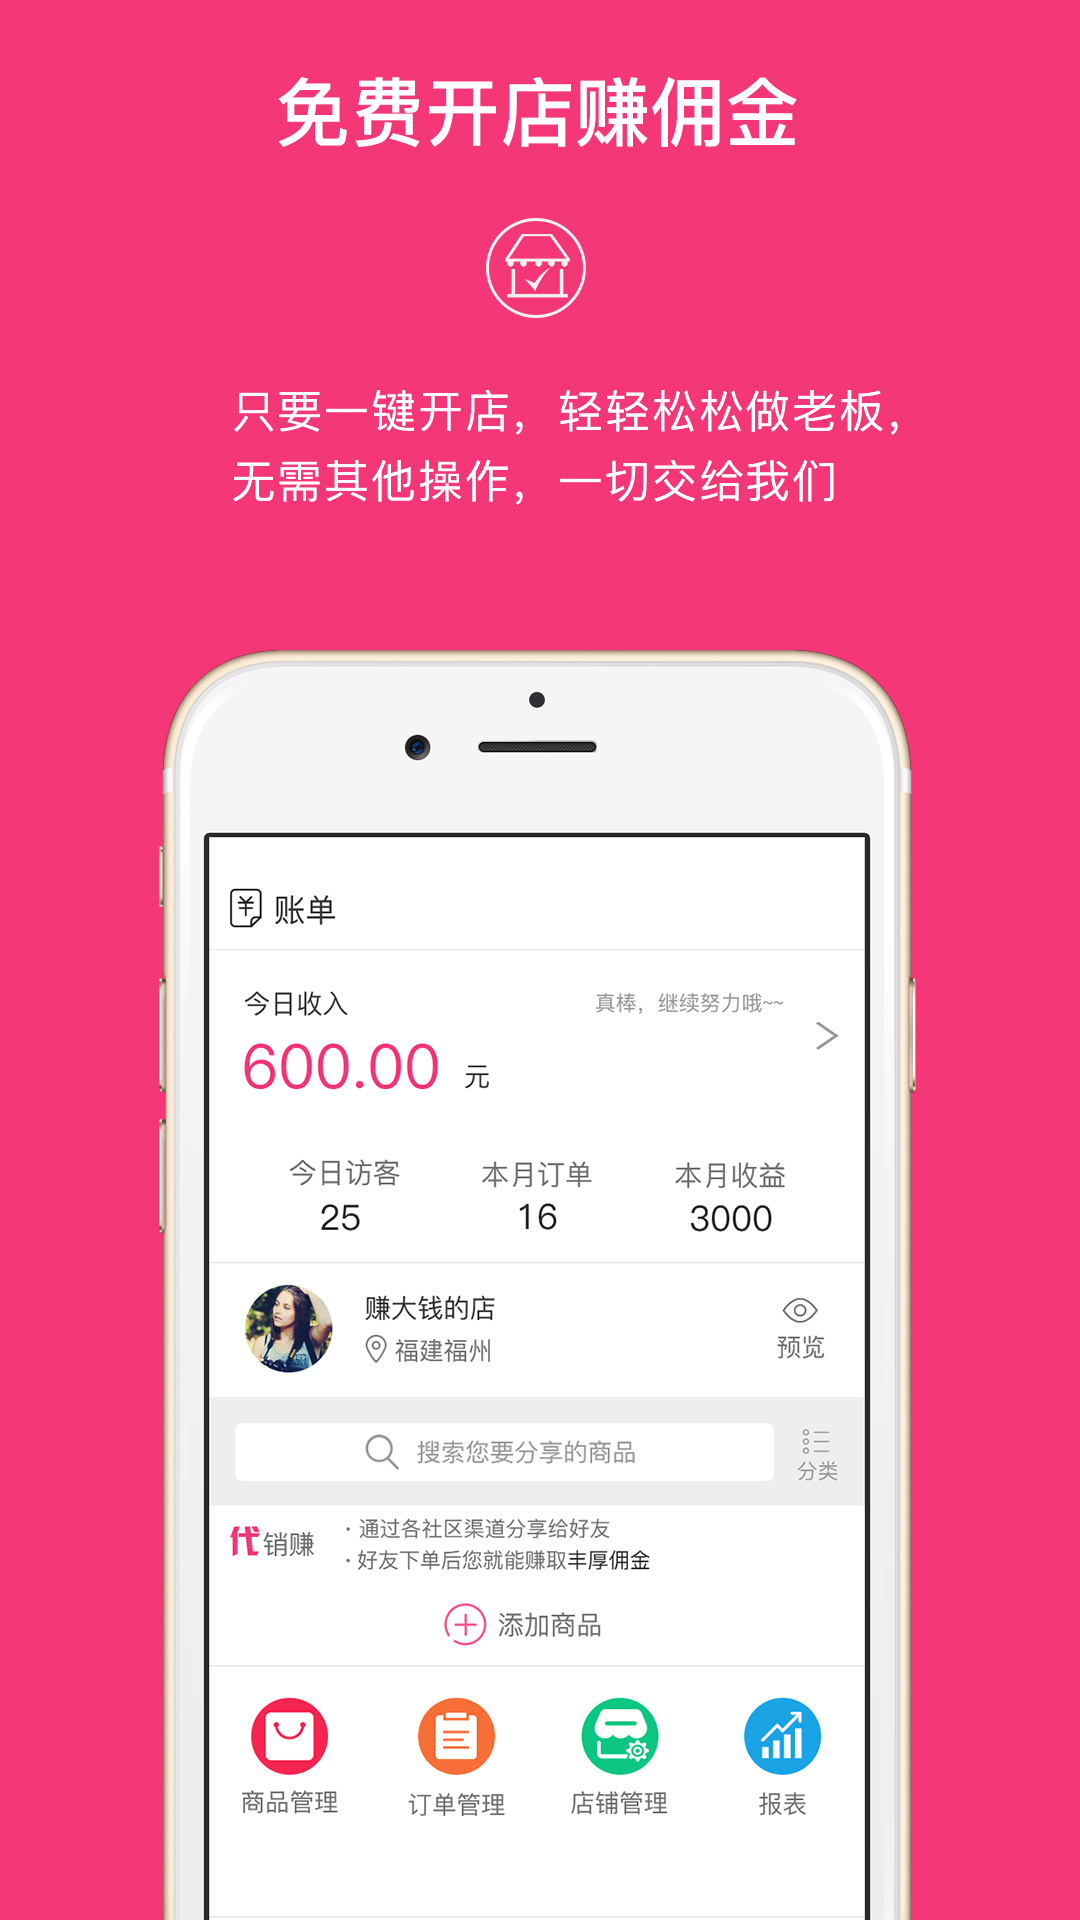 免费开店赚佣金
只要一键开店，轻轻松松做老板，
无需其他操作，一切交给我们
账单
今日收入
真棒，继续努力哦~~
600.00 元
今日访客 本月订单 本月收益
25 16 3000
赚大钱的店
福建福州
预览
搜索您要分享的商品
分类
代销赚
·通过各社区渠道分享给好友
·好友下单后您就能赚取丰厚佣金
添加商品
商品管理 订单管理 店铺管理 报表